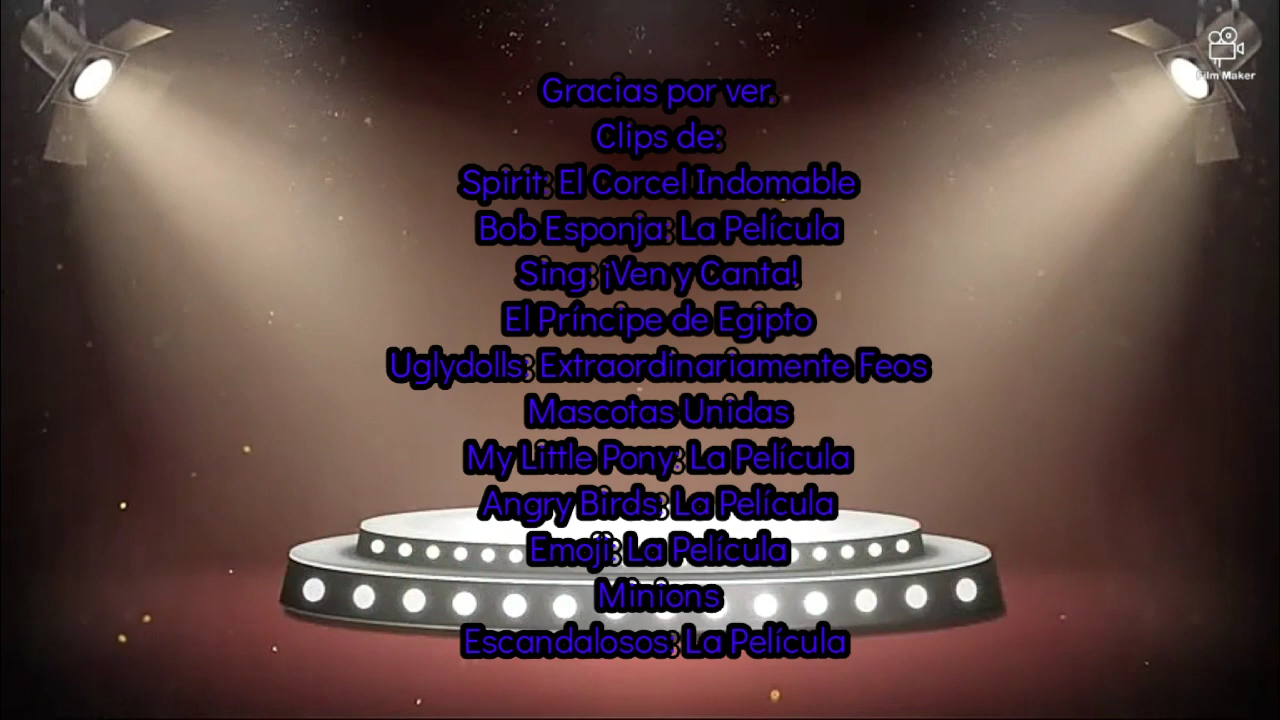 Film Maker
Gracias por ver.
Clips de:
Spirit: El Corcel Indomable
Bob Esponja: La Película
Sing: ¡Ven y Canta!
El Príncipe de Egipto
Uglydolls: Extraordinariamente Feos
Mascotas Unidas
My Little Pony: La Película
Angry Birds: La Película
Emoji: La Película
Minions
Escandalosos: La Película